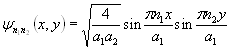 ψ_{n₁n₂}(x, y) = √(4/(a₁a₂)) sin(πn₁x/a₁) sin(πn₂y/a₁)